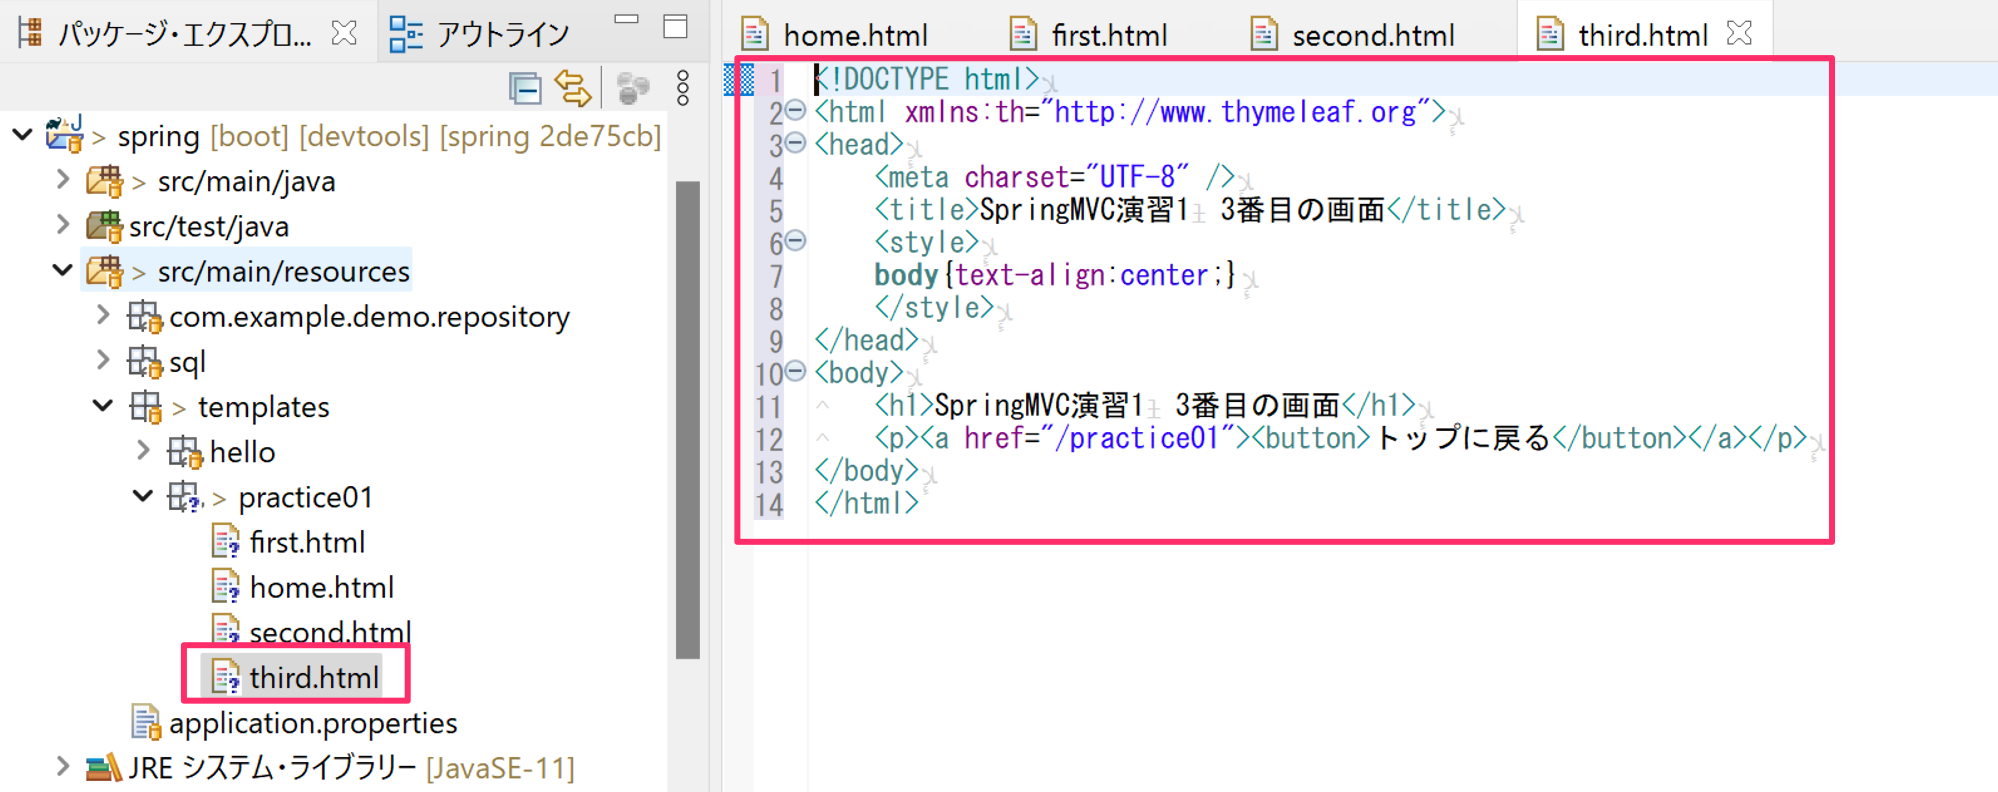 パッケージ・エクスプロ...
アウトライン
> spring [boot] [devtools] [spring 2de75cb]
> src/main/java
src/test/java
> src/main/resources
com.example.demo.repository
sql
> templates
hello
> practice01
first.html
home.html
second.html
third.html
application.properties
JRE システム・ライブラリー [JavaSE-11]
home.html
first.html
second.html
third.html
1 <!DOCTYPE html>
2 <html xmlns:th="http://www.thymeleaf.org">
3 <head>
4 <meta charset="UTF-8" />
5 <title>SpringMVC演習1 3番目の画面</title>
6 <style>
7 body{text-align:center;}
8 </style>
9 </head>
10 <body>
11 <h1>SpringMVC演習1 3番目の画面</h1>
12 <p><a href="/practice01"><button>トップに戻る</button></a></p>
13 </body>
14 </html>